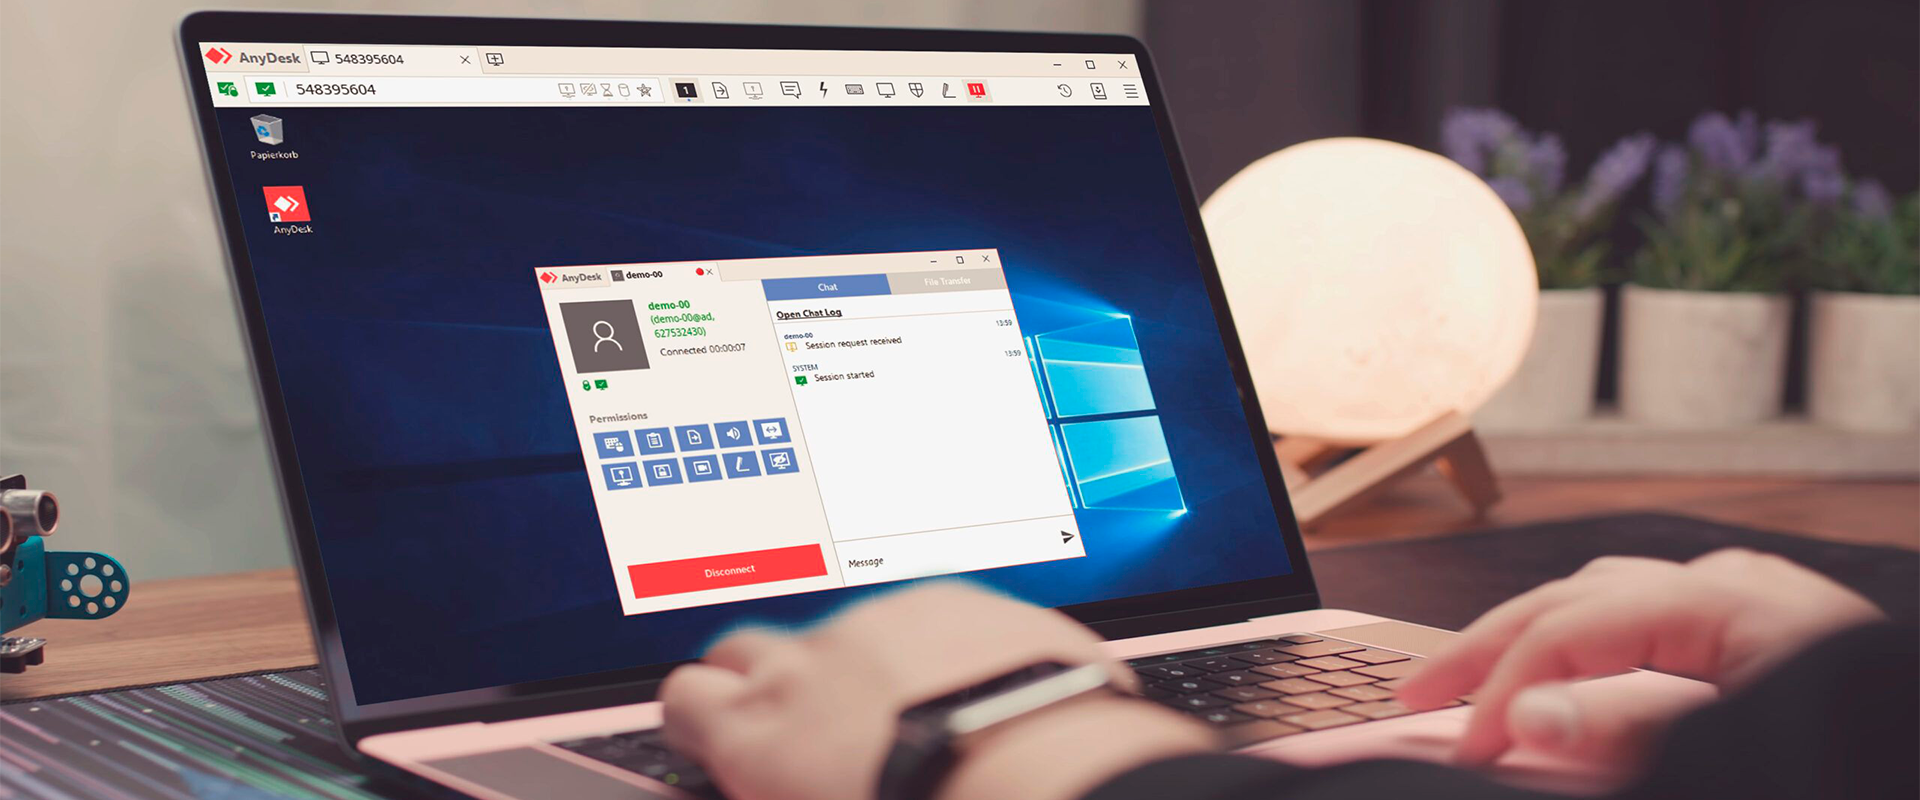 AnyDesk
548395604
548395604
1
Papierkorb
AnyDesk
AnyDesk
demo-00
demo-00
(demo-00@ad,
627532430)
Connected 00:00:07
Permissions
Disconnect
Chat
File Transfer
Open Chat Log
demo-00
13:59
Session request received
SYSTEM
13:59
Session started
Message